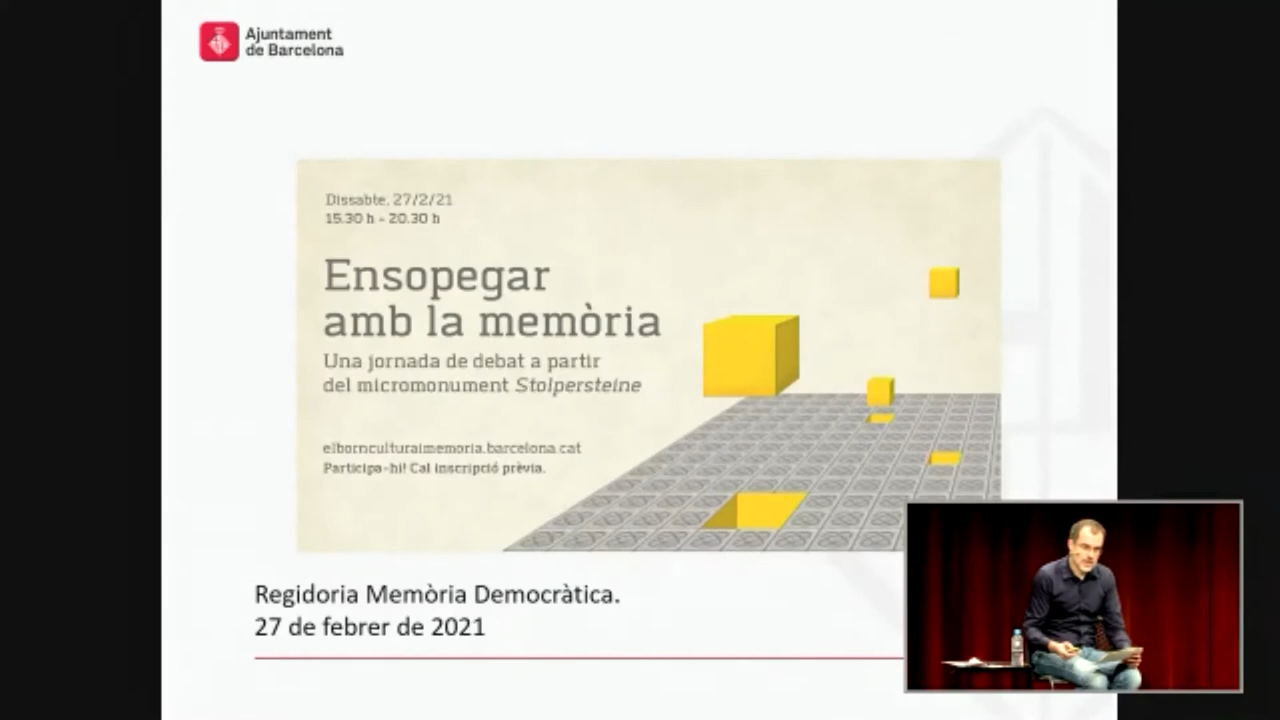 Ajuntament
de Barcelona
Dissabte, 27/2/21
15.30 h - 20.30 h
Ensopegar
amb la memòria
Una jornada de debat a partir
del micromonument Stolpersteine
elbornculturaimemoria.barcelona.cat
Participa-hi! Cal inscripció prèvia.
Regidoria Memòria Democràtica.
27 de febrer de 2021